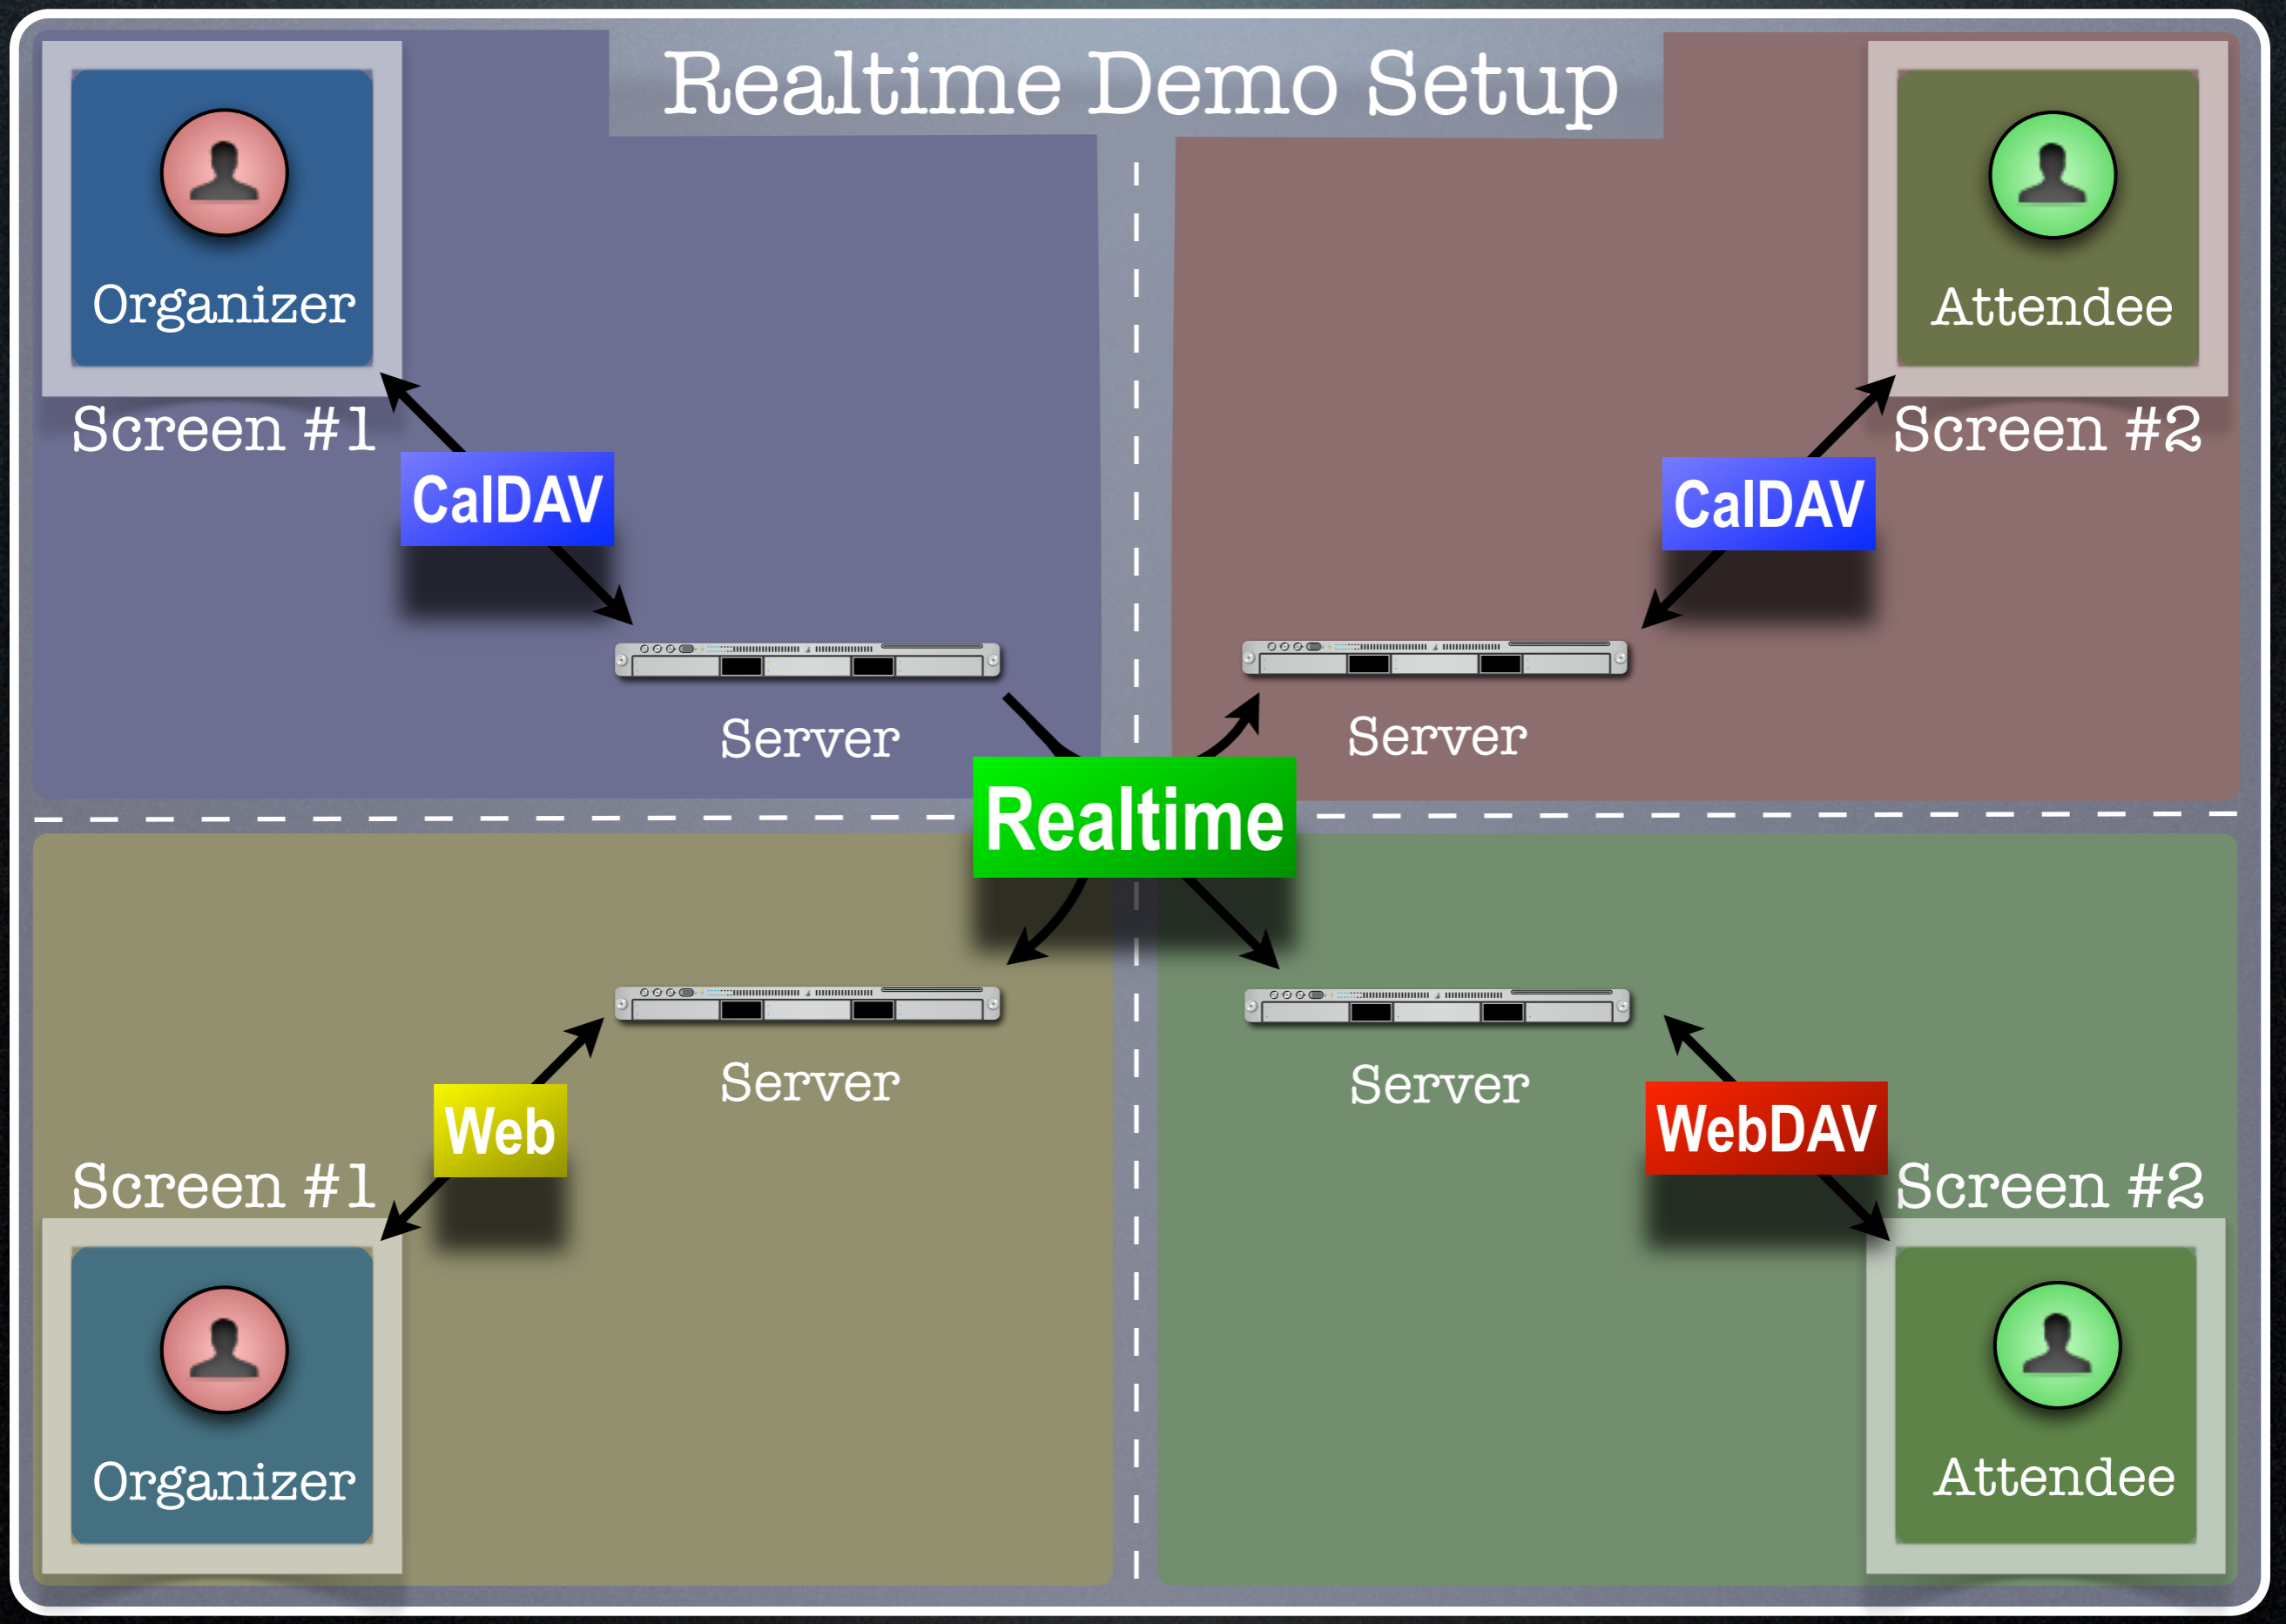 Realtime Demo Setup
Organizer
Screen #1
CalDAV
Server
Attendee
Screen #2
CalDAV
Server
Realtime
Server
Web
Screen #1
Organizer
Server
WebDAV
Screen #2
Attendee